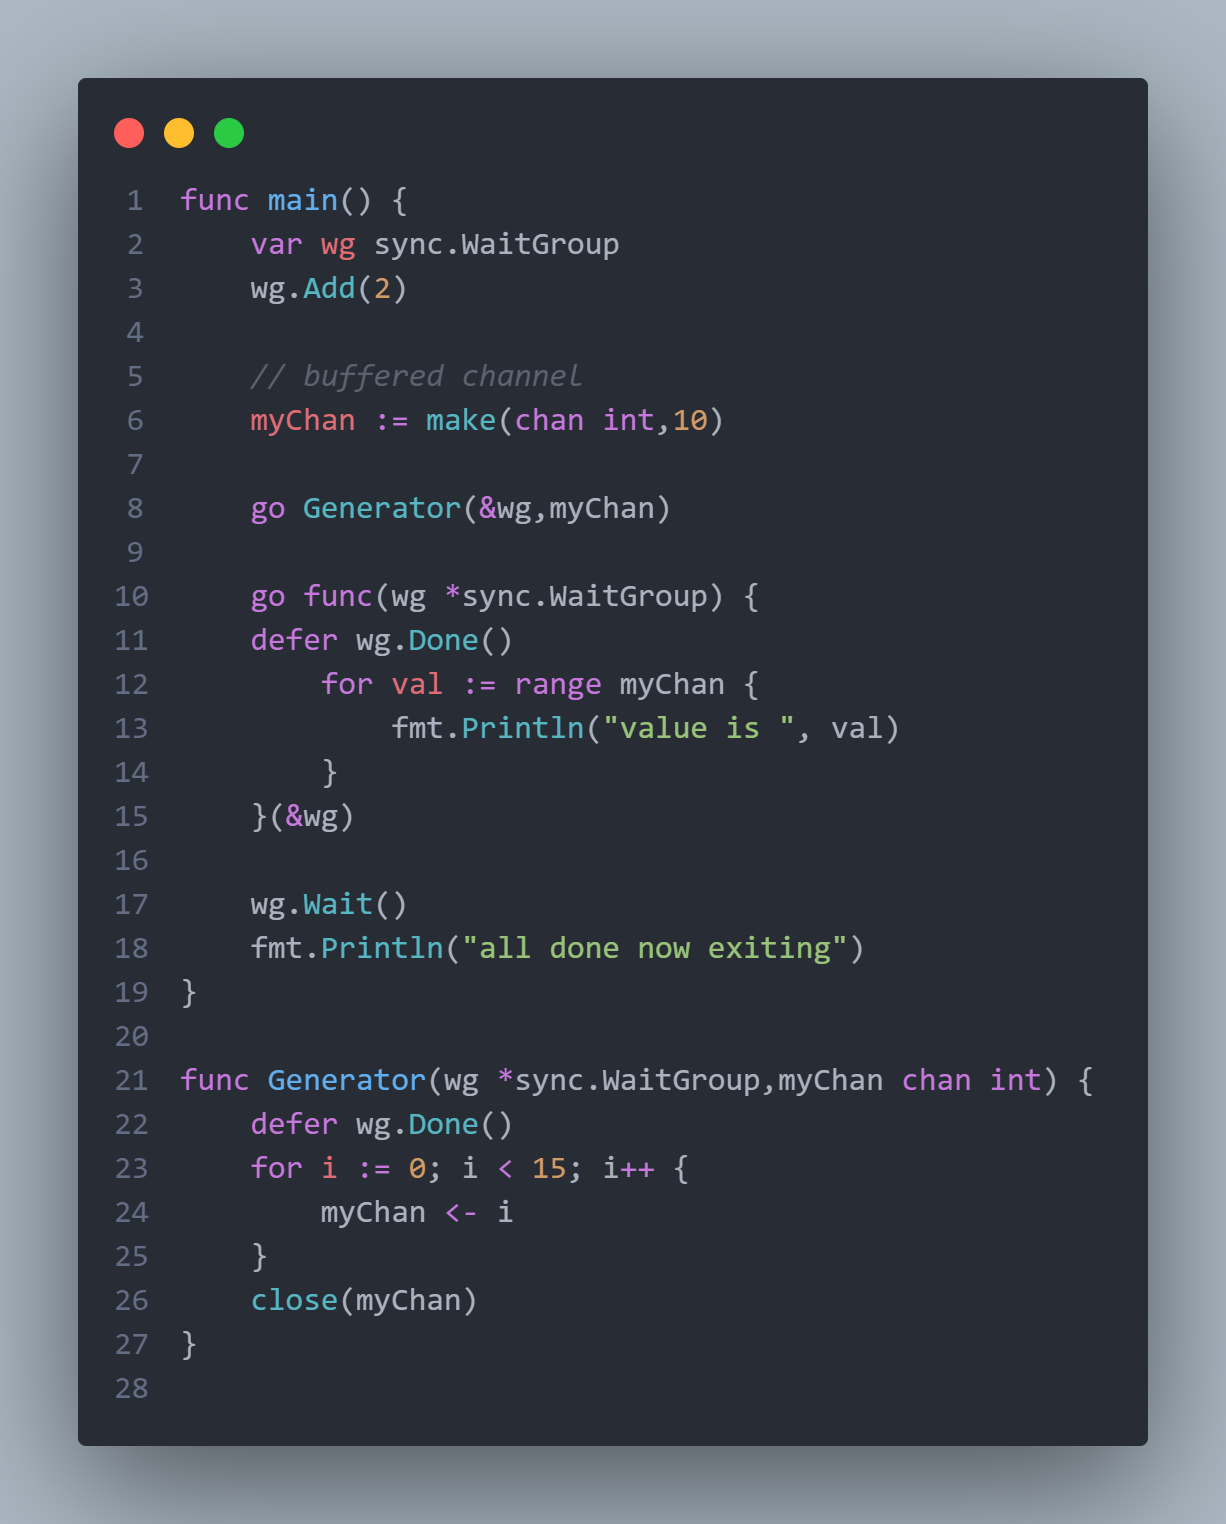 1 func main() {
2     var wg sync.WaitGroup
3     wg.Add(2)
4
5     // buffered channel
6     myChan := make(chan int,10)
7
8     go Generator(&wg,myChan)
9
10     go func(wg *sync.WaitGroup) {
11     defer wg.Done()
12         for val := range myChan {
13             fmt.Println("value is ", val)
14         }
15     }(&wg)
16
17     wg.Wait()
18     fmt.Println("all done now exiting")
19 }
20
21 func Generator(wg *sync.WaitGroup,myChan chan int) {
22     defer wg.Done()
23     for i := 0; i < 15; i++ {
24         myChan <- i
25     }
26     close(myChan)
27 }
28